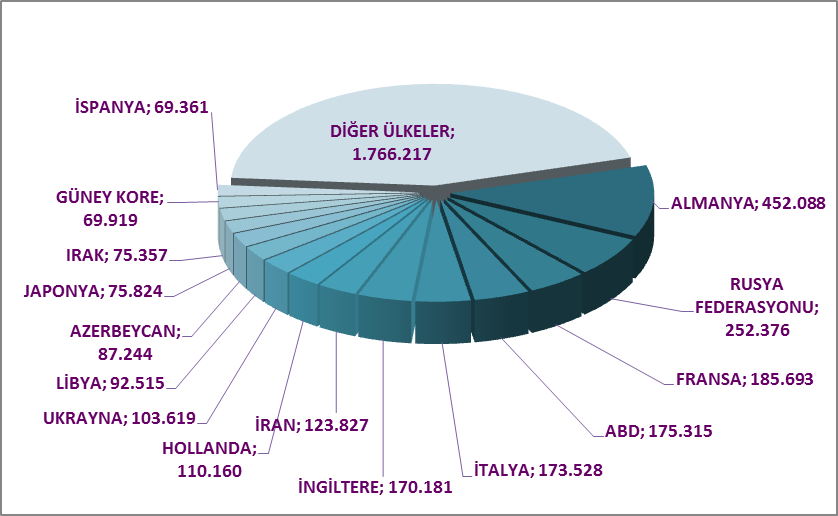 DİĞER ÜLKELER;
1.766.217
ALMANYA; 452.088
RUSYA
FEDERASYONU;
252.376
FRANSA; 185.693
ABD; 175.315
İTALYA; 173.528
İNGİLTERE; 170.181
İRAN; 123.827
HOLLANDA;
110.160
UKRAYNA; 103.619
LİBYA; 92.515
AZERBEYCAN;
87.244
JAPONYA; 75.824
IRAK; 75.357
GÜNEY KORE;
69.919
İSPANYA; 69.361